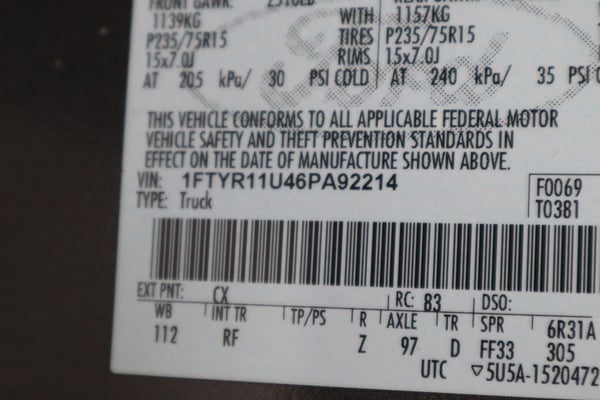 FRONT GAWR: 2510LB
1139KG WITH 1157KG
P235/75R15 TIRES P235/75R15
15x7.0J RIMS 15x7.0J
AT 205 kPa/ 30 PSI COLD AT 240 kPa/ 35 PSI C
THIS VEHICLE CONFORMS TO ALL APPLICABLE FEDERAL MOTOR
VEHICLE SAFETY AND THEFT PREVENTION STANDARDS IN
EFFECT ON THE DATE OF MANUFACTURE SHOWN ABOVE.
VIN: 1FTYR11U46PA92214 F0069
TYPE: Truck T0381
EXT PNT: CX RC: 83 DSO:
WB INT TR TP/PS R AXLE TR SPR 6R31A
112 RF Z 97 D FF33 305
UTC ▽5U5A-1520472